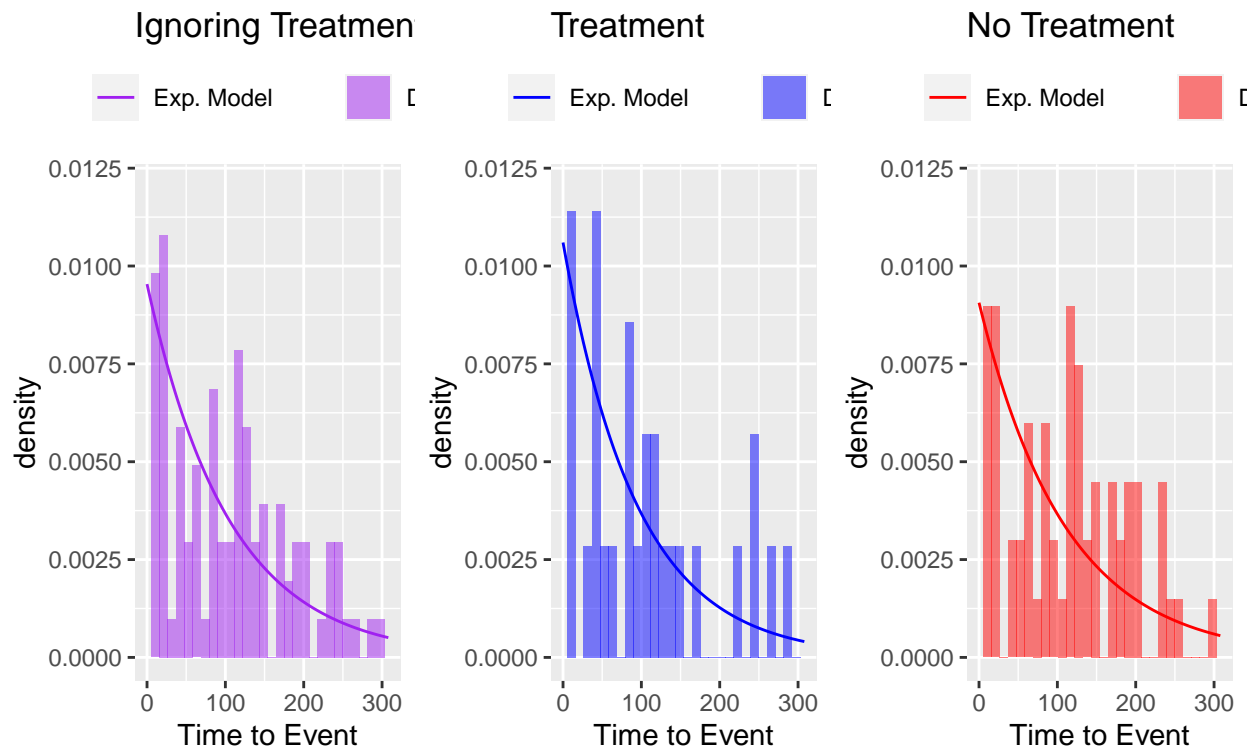 Ignoring Treatmen
Exp. Model
density
0.0125
0.0100
0.0075
0.0050
0.0025
0.0000
0 100 200 300
Time to Event
Treatment
Exp. Model
density
0.0125
0.0100
0.0075
0.0050
0.0025
0.0000
0 100 200 300
Time to Event
No Treatment
Exp. Model
density
0.0125
0.0100
0.0075
0.0050
0.0025
0.0000
0 100 200 300
Time to Event